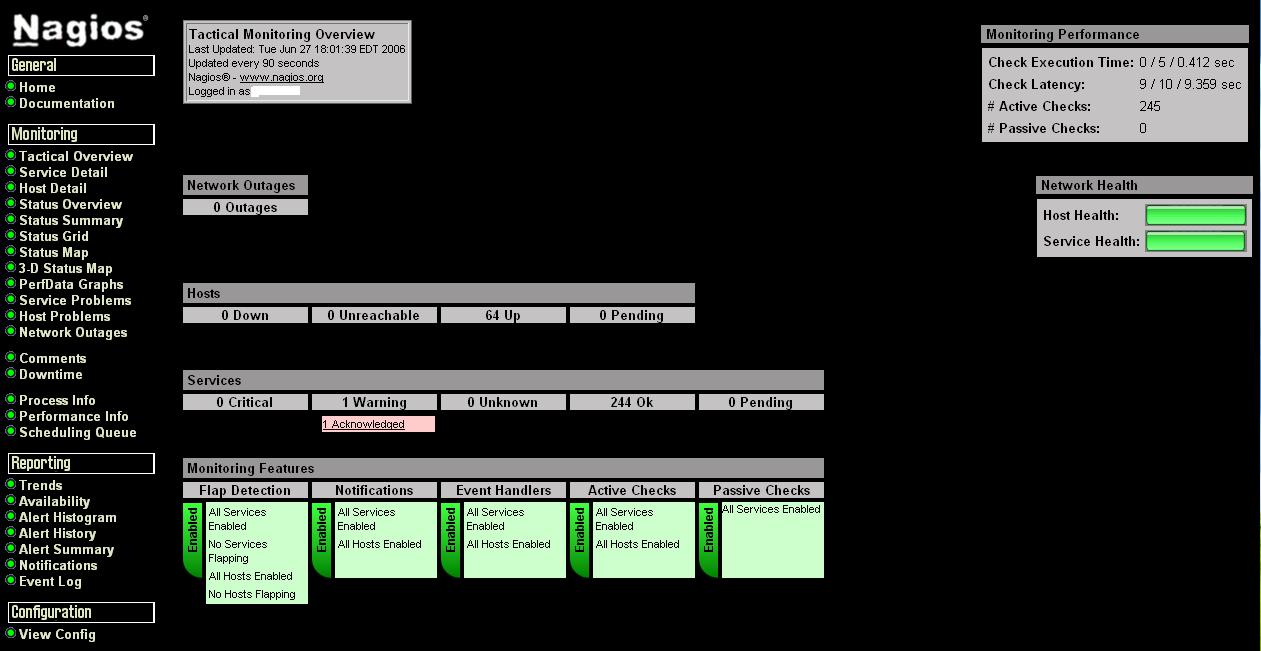 Nagios®
General
Home
Documentation
Monitoring
Tactical Overview
Service Detail
Host Detail
Status Overview
Status Summary
Status Grid
Status Map
3-D Status Map
PerfData Graphs
Service Problems
Host Problems
Network Outages
Comments
Downtime
Process Info
Performance Info
Scheduling Queue
Reporting
Trends
Availability
Alert Histogram
Alert History
Alert Summary
Notifications
Event Log
Configuration
View Config
Tactical Monitoring Overview
Last Updated: Tue Jun 27 18:01:39 EDT 2006
Updated every 90 seconds
Nagios® - www.nagios.org
Logged in as
Monitoring Performance
Check Execution Time: 0 / 5 / 0.412 sec
Check Latency: 9 / 10 / 9.359 sec
# Active Checks: 245
# Passive Checks: 0
Network Outages
0 Outages
Network Health
Host Health:
Service Health:
Hosts
0 Down 0 Unreachable 64 Up 0 Pending
Services
0 Critical 1 Warning 0 Unknown 244 Ok 0 Pending
1 Acknowledged
Monitoring Features
Flap Detection Notifications Event Handlers Active Checks Passive Checks
Enabled
All Services
Enabled
No Services
Flapping
All Hosts Enabled
No Hosts Flapping
Enabled
All Services
Enabled
All Hosts Enabled
Enabled
All Services
Enabled
All Hosts Enabled
Enabled
All Services
Enabled
All Hosts Enabled
Enabled
All Services Enabled